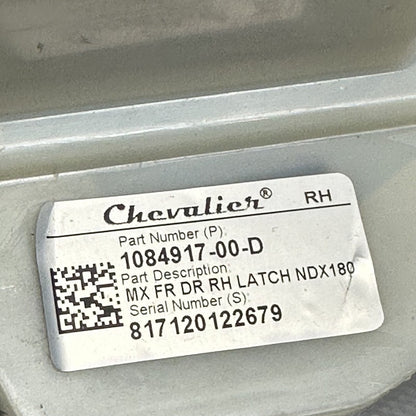 Chevalier® RH
Part Number (P):
1084917-00-D
Part Description:
MX FR DR RH LATCH NDX180
Serial Number (S):
817120122679